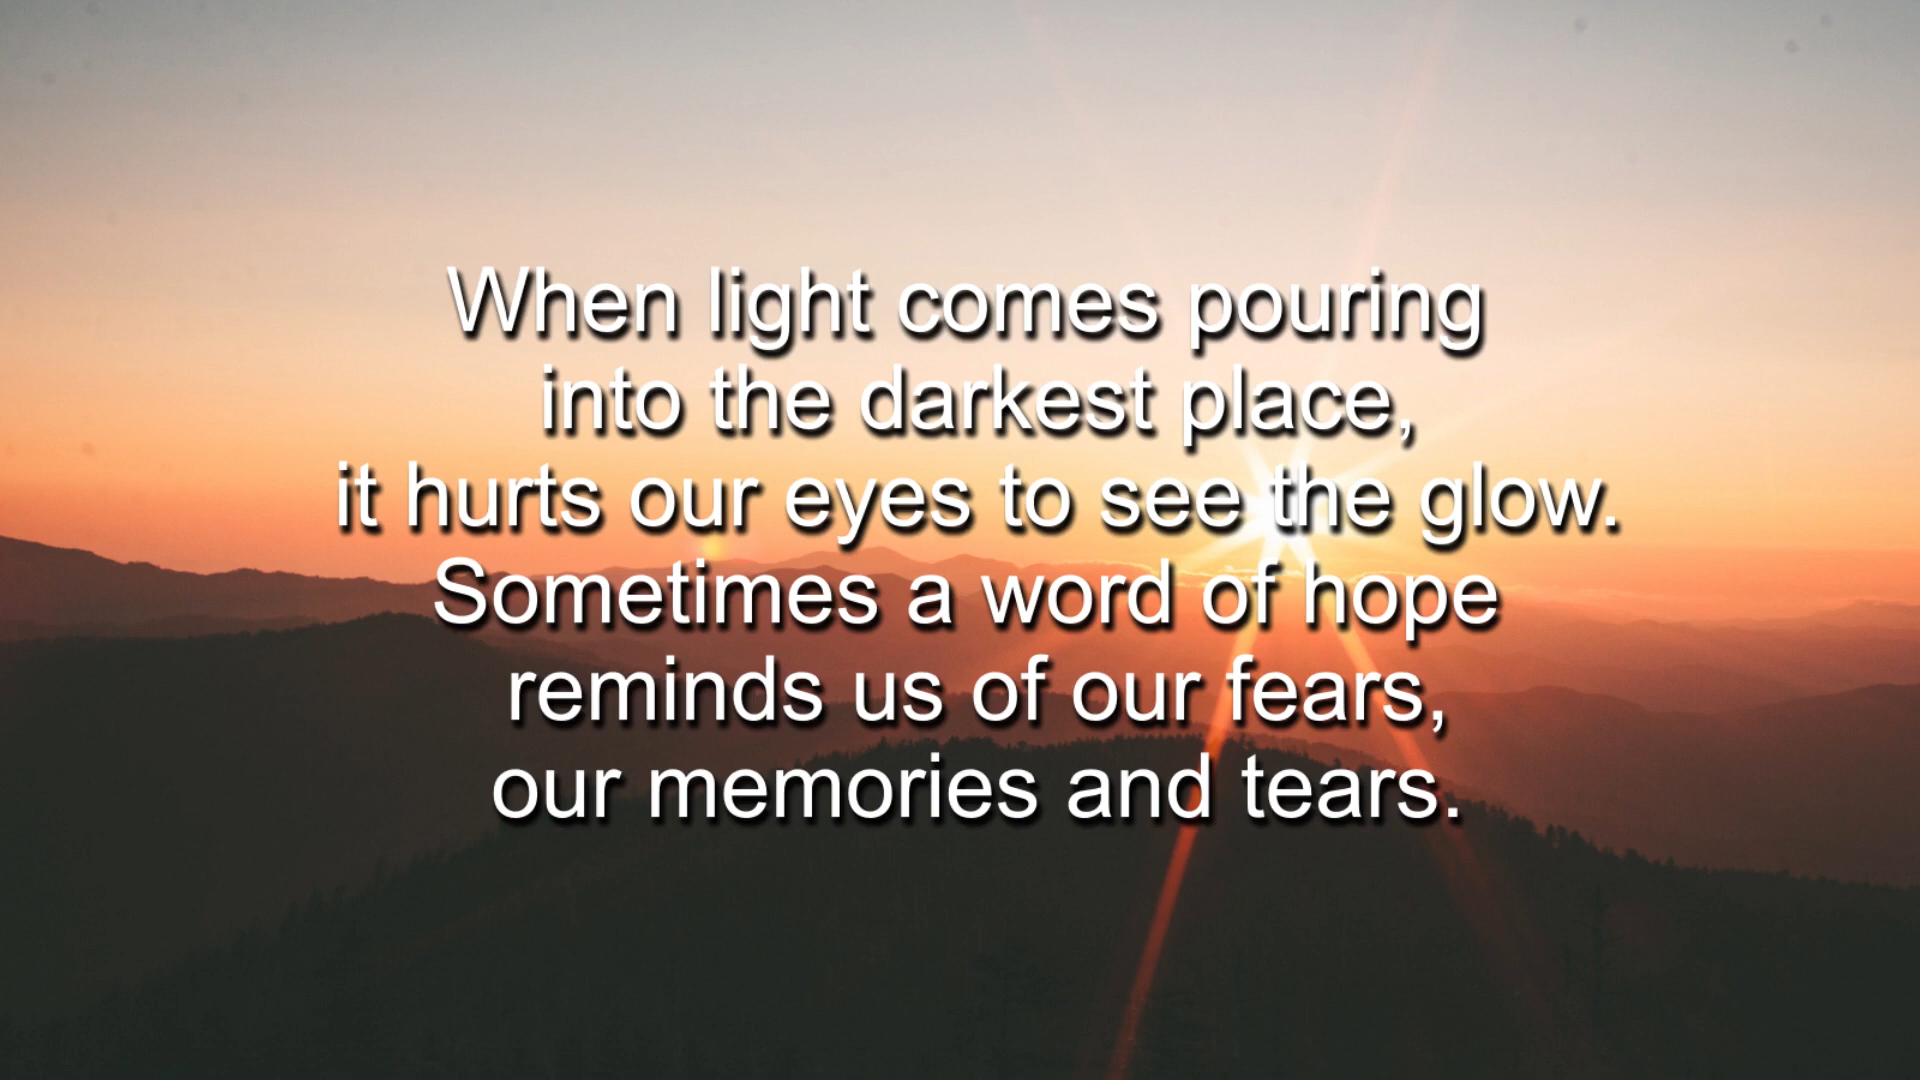 When light comes pouring
into the darkest place,
it hurts our eyes to see the glow.
Sometimes a word of hope
reminds us of our fears,
our memories and tears.